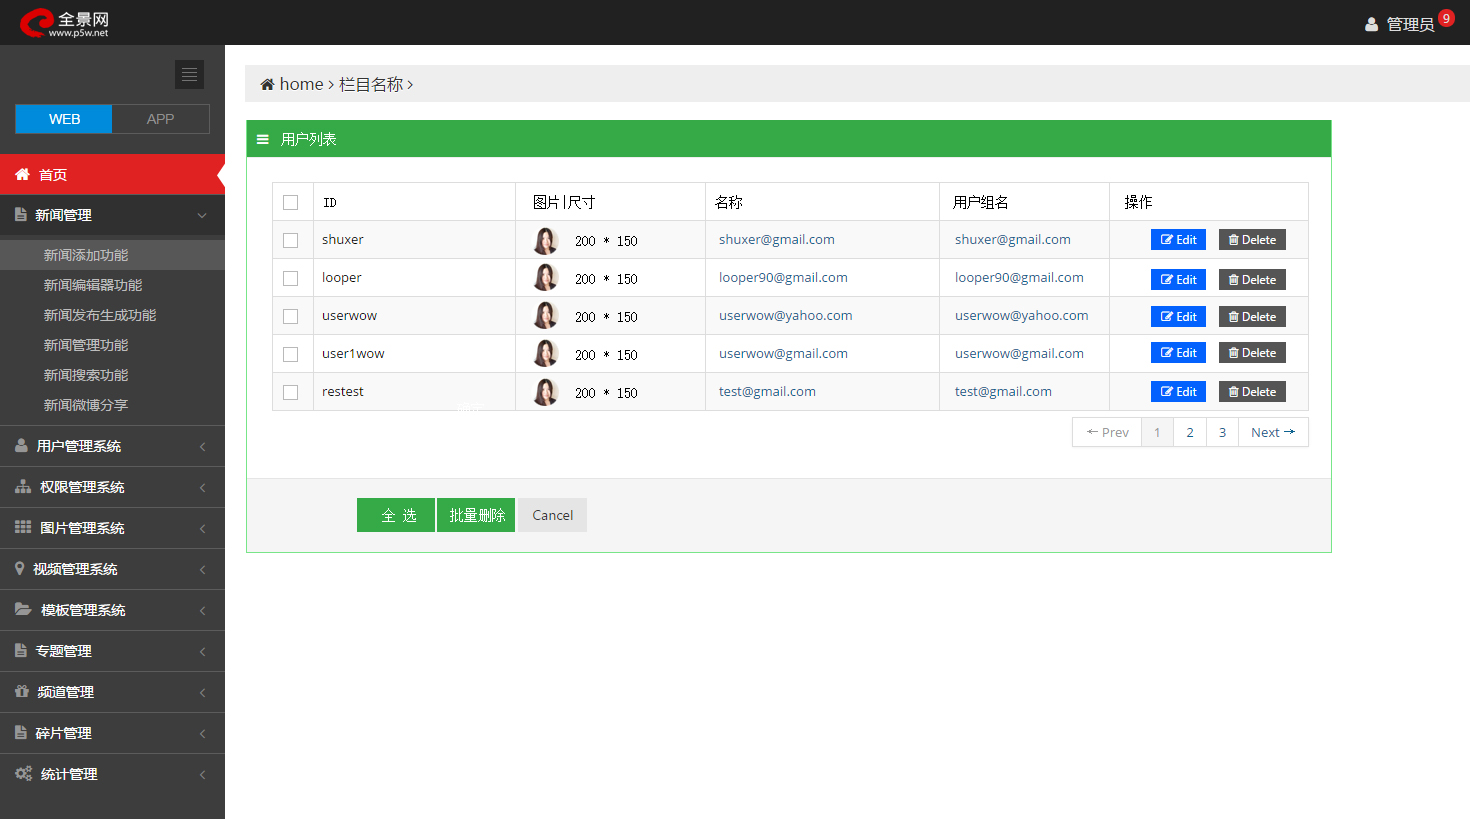 全景网
www.p5w.net
管理员 9
WEB APP
首页
新闻管理
新闻添加功能
新闻编辑器功能
新闻发布生成功能
新闻管理功能
新闻搜索功能
新闻微博分享
用户管理系统
权限管理系统
图片管理系统
视频管理系统
模板管理系统
专题管理
频道管理
碎片管理
统计管理
home > 栏目名称 >
用户列表
ID 图片|尺寸 名称 用户组名 操作
shuxer 200 * 150 shuxer@gmail.com shuxer@gmail.com Edit Delete
looper 200 * 150 looper90@gmail.com looper90@gmail.com Edit Delete
userwow 200 * 150 userwow@yahoo.com userwow@yahoo.com Edit Delete
user1wow 200 * 150 userwow@gmail.com userwow@gmail.com Edit Delete
restest 200 * 150 test@gmail.com test@gmail.com Edit Delete
← Prev 1 2 3 Next →
全 选 批量删除 Cancel